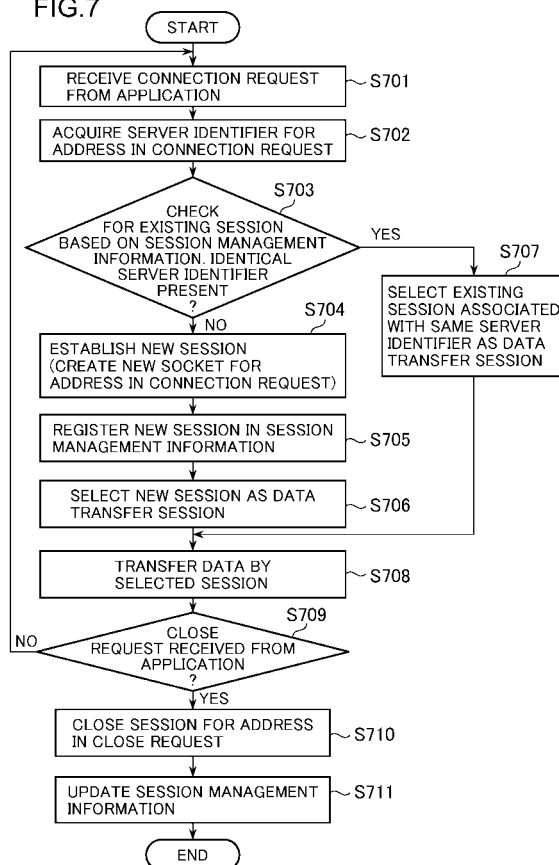 FIG.7
START
RECEIVE CONNECTION REQUEST
FROM APPLICATION
S701
ACQUIRE SERVER IDENTIFIER FOR
ADDRESS IN CONNECTION REQUEST
S702
S703
CHECK
FOR EXISTING SESSION
BASED ON SESSION MANAGEMENT
INFORMATION. IDENTICAL
SERVER IDENTIFIER
PRESENT
?
YES
NO
S707
SELECT EXISTING
SESSION ASSOCIATED
WITH SAME SERVER
IDENTIFIER AS DATA
TRANSFER SESSION
S704
ESTABLISH NEW SESSION
(CREATE NEW SOCKET FOR
ADDRESS IN CONNECTION REQUEST)
REGISTER NEW SESSION IN SESSION
MANAGEMENT INFORMATION
S705
SELECT NEW SESSION AS DATA
TRANSFER SESSION
S706
TRANSFER DATA BY
SELECTED SESSION
S708
S709
NO
CLOSE
REQUEST RECEIVED FROM
APPLICATION
?
YES
CLOSE SESSION FOR ADDRESS
IN CLOSE REQUEST
S710
UPDATE SESSION MANAGEMENT
INFORMATION
S711
END